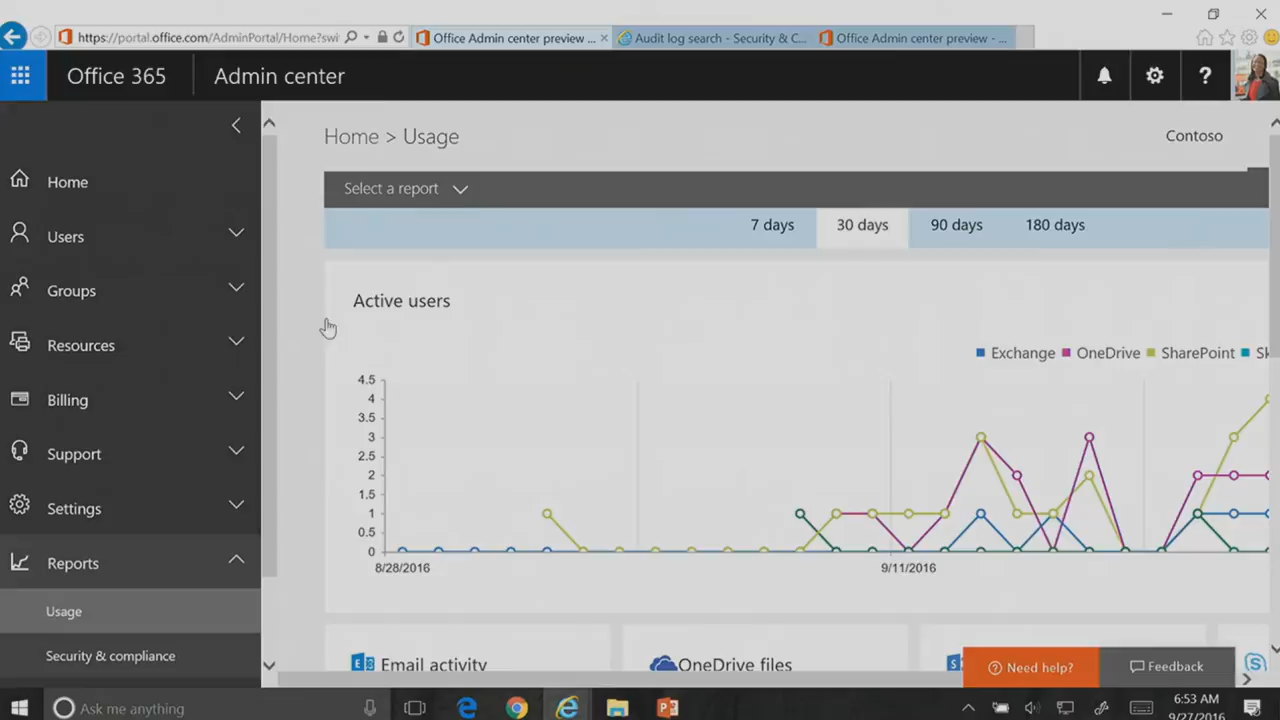 https://portal.office.com/AdminPortal/Home?swi
Office Admin center preview ...
Audit log search - Security & C...
Office Admin center preview - ...
Office 365
Admin center
?
Home > Usage
Contoso
Home
Users
Groups
Resources
Billing
Support
Settings
Reports
Usage
Security & compliance
Select a report
7 days
30 days
90 days
180 days
Active users
Exchange
OneDrive
SharePoint
Sk
4.5
4
3.5
3
2.5
2
1.5
1
0.5
0
8/28/2016
9/11/2016
Email activity
OneDrive files
Need help?
Feedback
Ask me anything
6:53 AM
9/27/2016